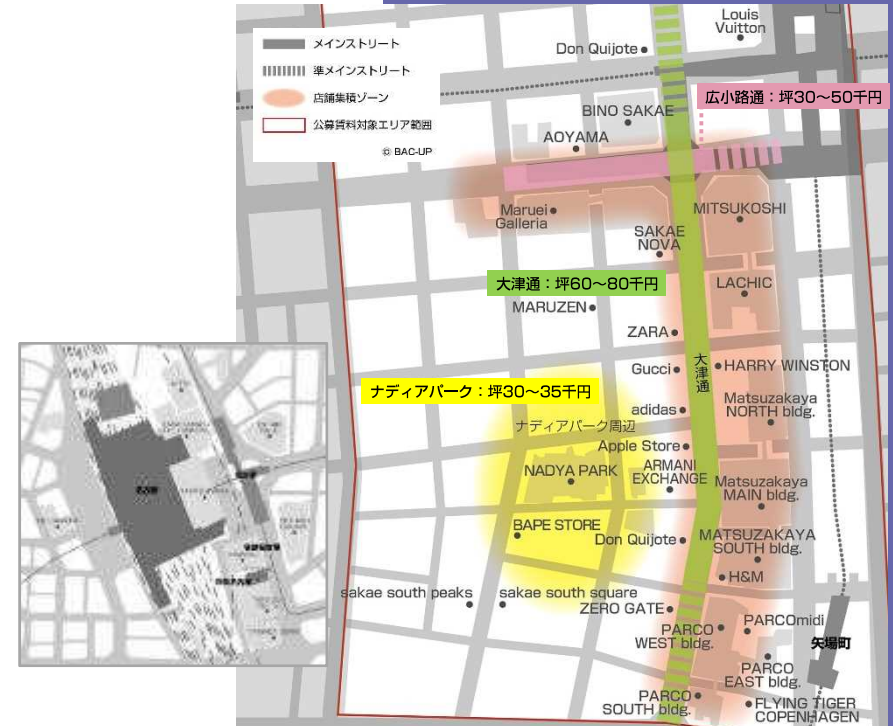 メインストリート
準メインストリート
店舗集積ゾーン
公募賃料対象エリア範囲
© BAC-UP
Louis
Vuitton
Don Quijote
広小路通：坪30～50千円
BINO SAKAE
AOYAMA
Maruei
Galleria
MITSUKOSHI
SAKAE
NOVA
大津通：坪60～80千円
LACHIC
MARUZEN
ZARA
大津通
Gucci
HARRY WINSTON
ナディアパーク：坪30～35千円
adidas
Matsuzakaya
NORTH bldg.
ナディアパーク周辺
Apple Store
NADYA PARK
ARMANI
EXCHANGE
Matsuzakaya
MAIN bldg.
BAPE STORE
Don Quijote
MATSUZAKAYA
SOUTH bldg.
H&M
sakae south peaks
sakae south square
ZERO GATE
PARCO
WEST bldg.
PARCOmidi
矢場町
PARCO
EAST bldg.
PARCO
SOUTH bldg.
FLYING TIGER
COPENHAGEN